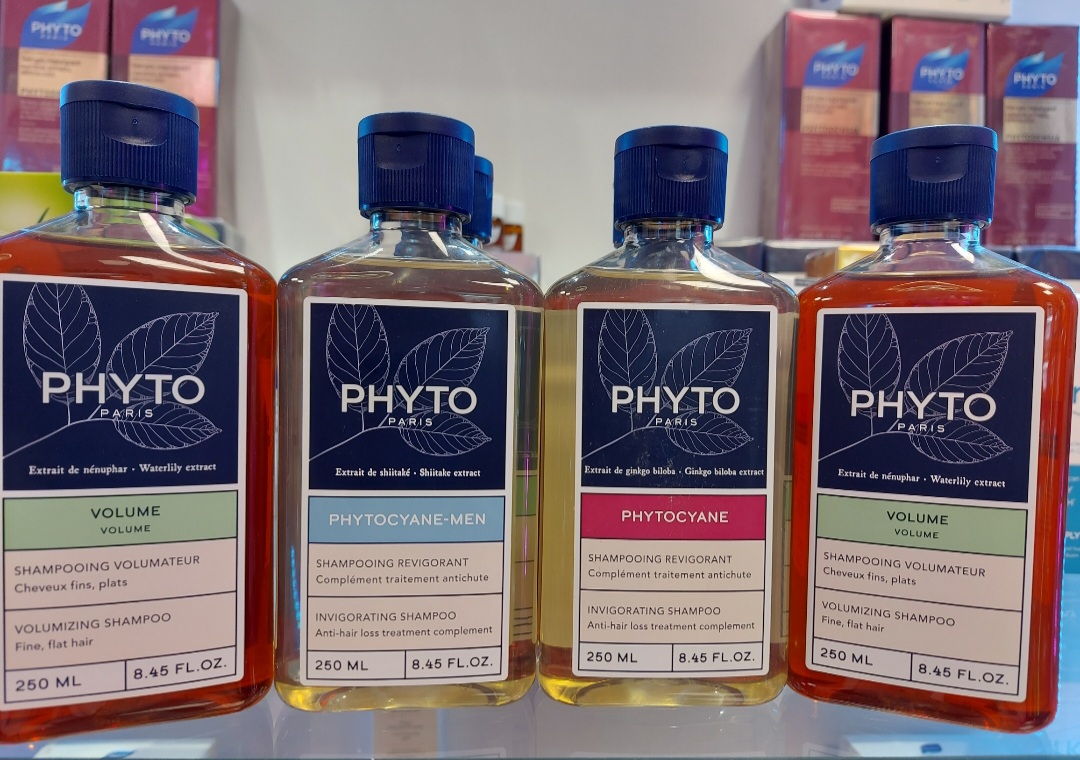 PHYTO
PARIS
PHYTO
PARIS
PHYTO
PHYTO
PHYTO
PHYTO
PARIS
Extrait de nénuphar · Waterlily extract
VOLUME
VOLUME
SHAMPOOING VOLUMATEUR
Cheveux fins, plats
VOLUMIZING SHAMPOO
Fine, flat hair
250 ML
8.45 FL.OZ.
PHYTO
PARIS
Extrait de shiitaké · Shiitake extract
PHYTOCYANE-MEN
SHAMPOOING REVIGORANT
Complément traitement antichute
INVIGORATING SHAMPOO
Anti-hair loss treatment complement
250 ML
8.45 FL.OZ.
PHYTO
PARIS
Extrait de ginkgo biloba · Ginkgo biloba extract
PHYTOCYANE
SHAMPOOING REVIGORANT
Complément traitement antichute
INVIGORATING SHAMPOO
Anti-hair loss treatment complement
250 ML
8.45 FL.OZ.
PHYTO
PARIS
Extrait de nénuphar · Waterlily extract
VOLUME
VOLUME
SHAMPOOING VOLUMATEUR
Cheveux fins, plats
VOLUMIZING SHAMPOO
Fine, flat hair
250 ML
8.45 FL.OZ.